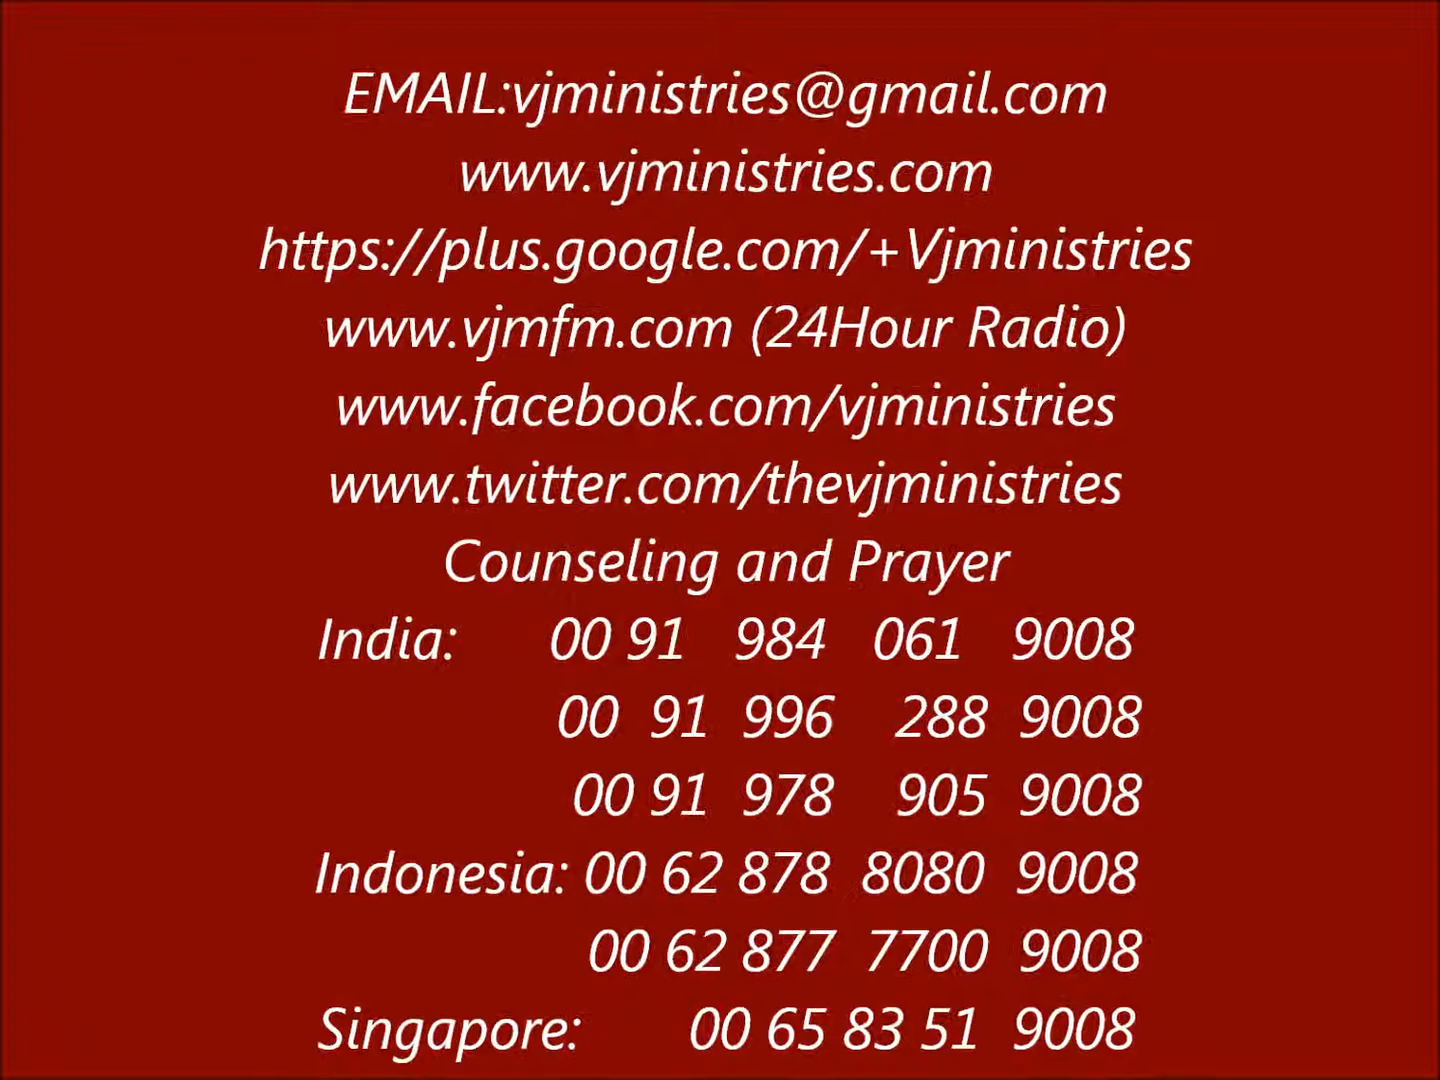 EMAIL:vjministries@gmail.com
www.vjministries.com
https://plus.google.com/+Vjministries
www.vjmfm.com (24Hour Radio)
www.facebook.com/vjministries
www.twitter.com/thevjministries
Counseling and Prayer
India: 00 91 984 061 9008
00 91 996 288 9008
00 91 978 905 9008
Indonesia: 00 62 878 8080 9008
00 62 877 7700 9008
Singapore: 00 65 83 51 9008